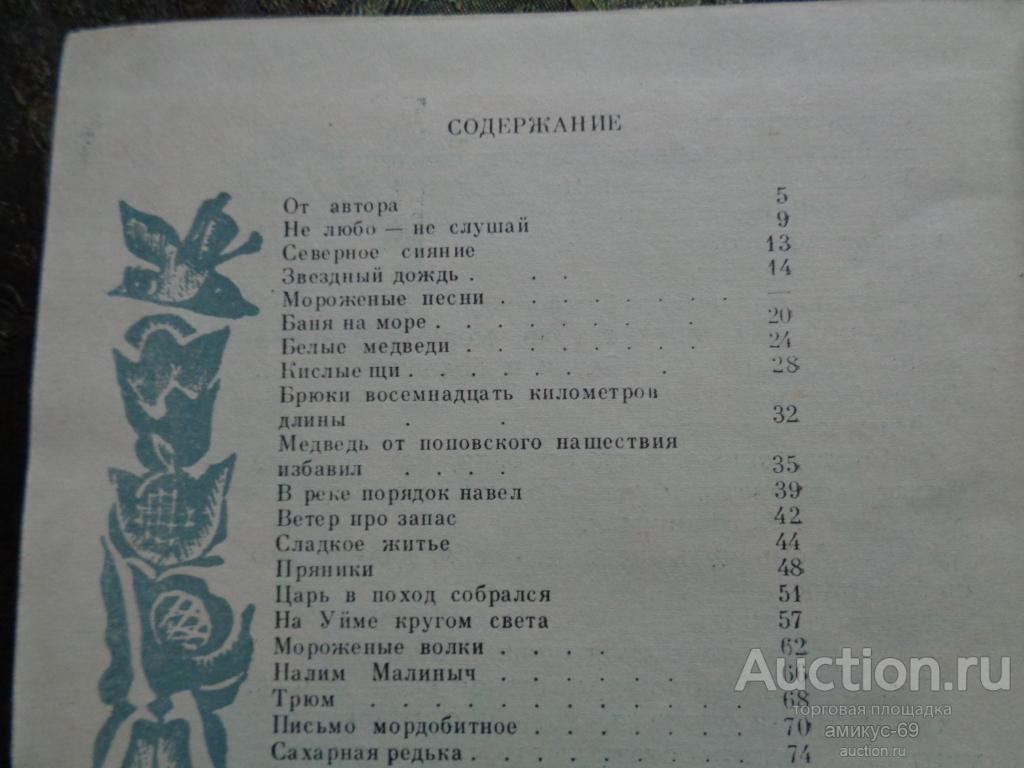 СОДЕРЖАНИЕ
От автора 5
Не любо — не слушай 9
Северное сияние 13
Звездный дождь . . . 14
Мороженые песни . . . . . . . . —
Баня на море . . . . . . . . 20
Белые медведи . . . . . . . . 24
Кислые щи . . . . . . . 28
Брюки восемнадцать километров
длины . . 32
Медведь от поповского нашествия
избавил . . . . 35
В реке порядок навел 39
Ветер про запас 42
Сладкое житье 44
Пряники 48
Царь в поход собрался 51
На Уйме кругом света 57
Мороженые волки . . . . 62
Налим Малиныч . . . . . . 66
Трюм . . . . . . . . 68
Письмо мордобитное . . . . . . 70
Сахарная редька . . . . . . . 74
Auction.ru
торговая площадка
амикус-69
auction.ru